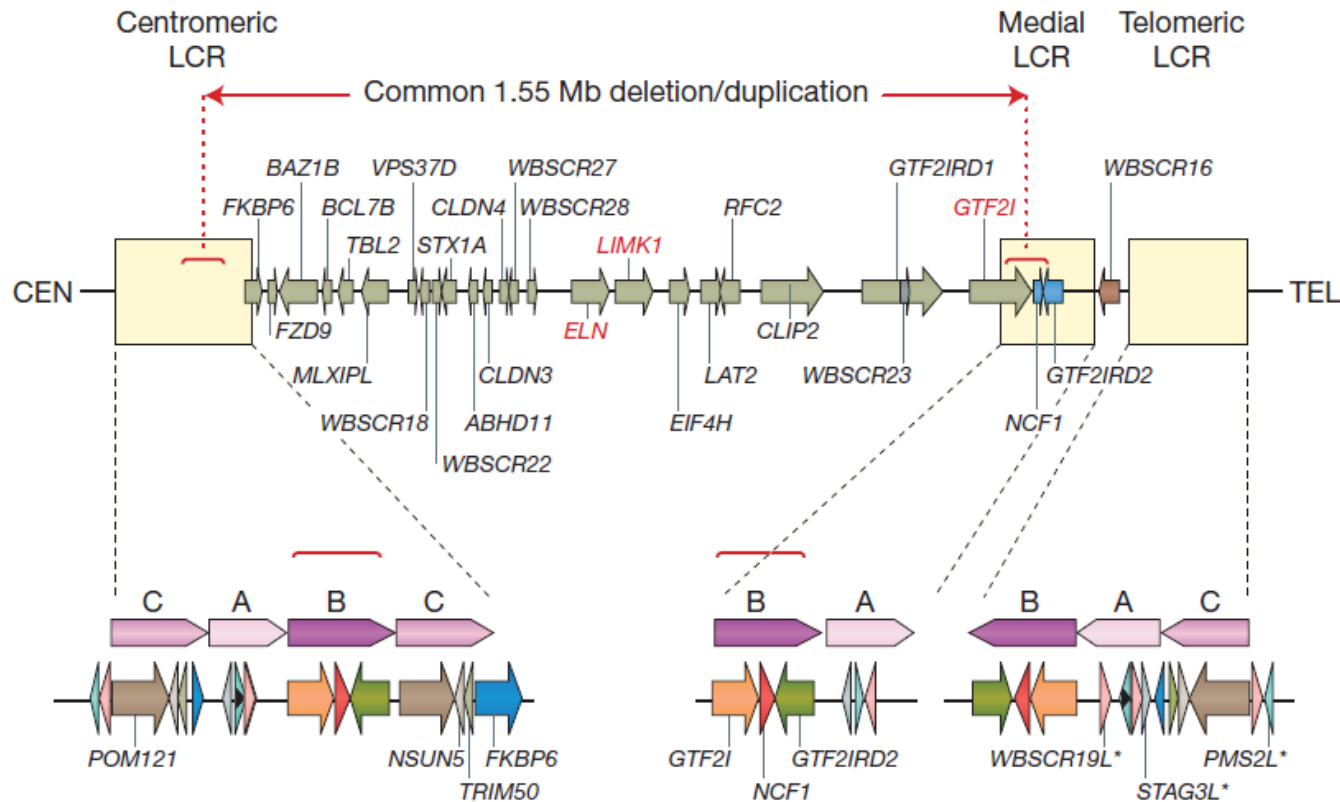 Centromeric
LCR
Medial
LCR
Telomeric
LCR
Common 1.55 Mb deletion/duplication
BAZ1B
VPS37D
WBSCR27
GTF2IRD1
WBSCR16
FKBP6
BCL7B
CLDN4
WBSCR28
RFC2
GTF2I
TBL2
STX1A
LIMK1
CEN
TEL
FZD9
ELN
CLIP2
MLXIPL
CLDN3
LAT2
WBSCR23
GTF2IRD2
WBSCR18
ABHD11
EIF4H
NCF1
WBSCR22
C
A
B
C
B
A
B
A
C
POM121
NSUN5
FKBP6
GTF2I
GTF2IRD2
WBSCR19L*
PMS2L*
TRIM50
NCF1
STAG3L*